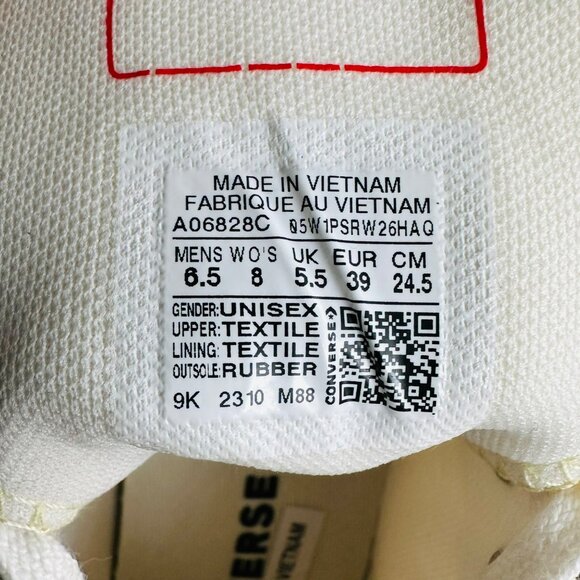 MADE IN VIETNAM
FABRIQUE AU VIETNAM
A06828C 05W1PSRW26HAQ
MENS WO'S UK EUR CM
6.5 8 5.5 39 24.5
GENDER: UNISEX
UPPER: TEXTILE
LINING: TEXTILE
OUTSOLE: RUBBER
CONVERSE
9K 2310 M88
ERSE
VIETNAM